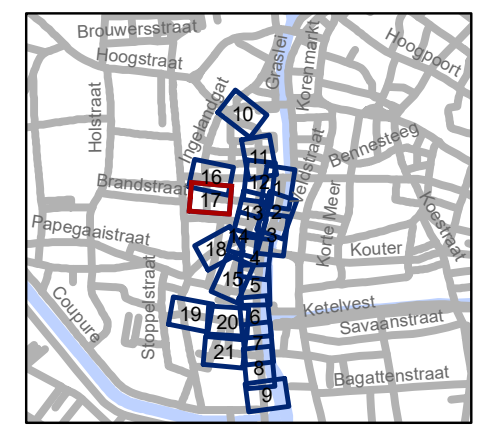 Brouwersstraat
Hoogstraat
Graslei
Korenmarkt
Hoogpoort
Holstraat
Ingelandgat
10
Bennesteeg
11
Veldstraat
16
12
1
Brandstraat
17
13
2
Korte Meer
Koestraat
Papegaaistraat
14
3
18
Kouter
4
15
5
Coupure
Stoppelstraat
Ketelvest
19
20
6
Savaanstraat
7
21
8
Bagattenstraat
9